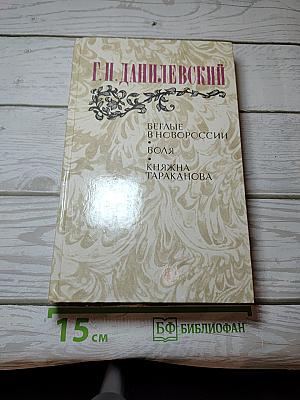 Г.П. ДАНИЛЕВСКИЙ
БЕГЛЫЕ
В НОВОРОССИИ
•
ВОЛЯ
•
КНЯЖНА
ТАРАКАНОВА
15 см
БФ БИБЛИОФАН